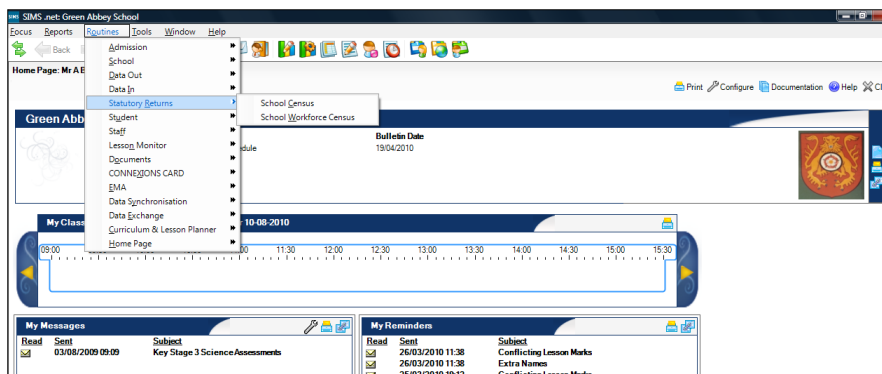 SIMS .net: Green Abbey School
Focus Reports Routines Tools Window Help
Back
Home Page: Mr A B
Print Configure Documentation Help
Admission
School
Data Out
Data In
Statutory Returns
Student
Staff
Lesson Monitor
Documents
CONNEXIONS CARD
EMA
Data Synchronisation
Data Exchange
Curriculum & Lesson Planner
Home Page
School Census
School Workforce Census
Green Abb
Bulletin Date
edule 19/04/2010
My Class 10-08-2010
09:00 11:30 12:00 12:30 13:00 13:30 14:00 14:30 15:00 15:30
My Messages
Read Sent Subject
03/08/2009 09:09 Key Stage 3 Science Assessments
My Reminders
Read Sent Subject
26/03/2010 11:38 Conflicting Lesson Marks
26/03/2010 11:38 Extra Names